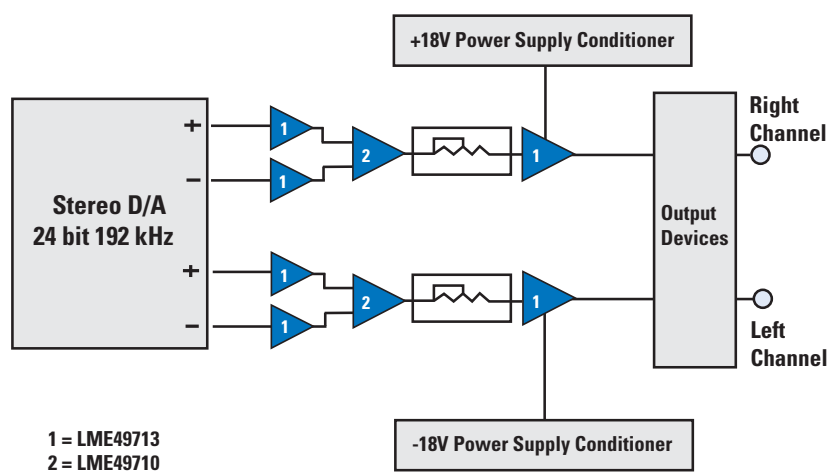 +18V Power Supply Conditioner
Stereo D/A
24 bit 192 kHz
+
–
+
–
1
1
2
1
1
1
2
1
Output
Devices
Right
Channel
Left
Channel
-18V Power Supply Conditioner
1 = LME49713
2 = LME49710